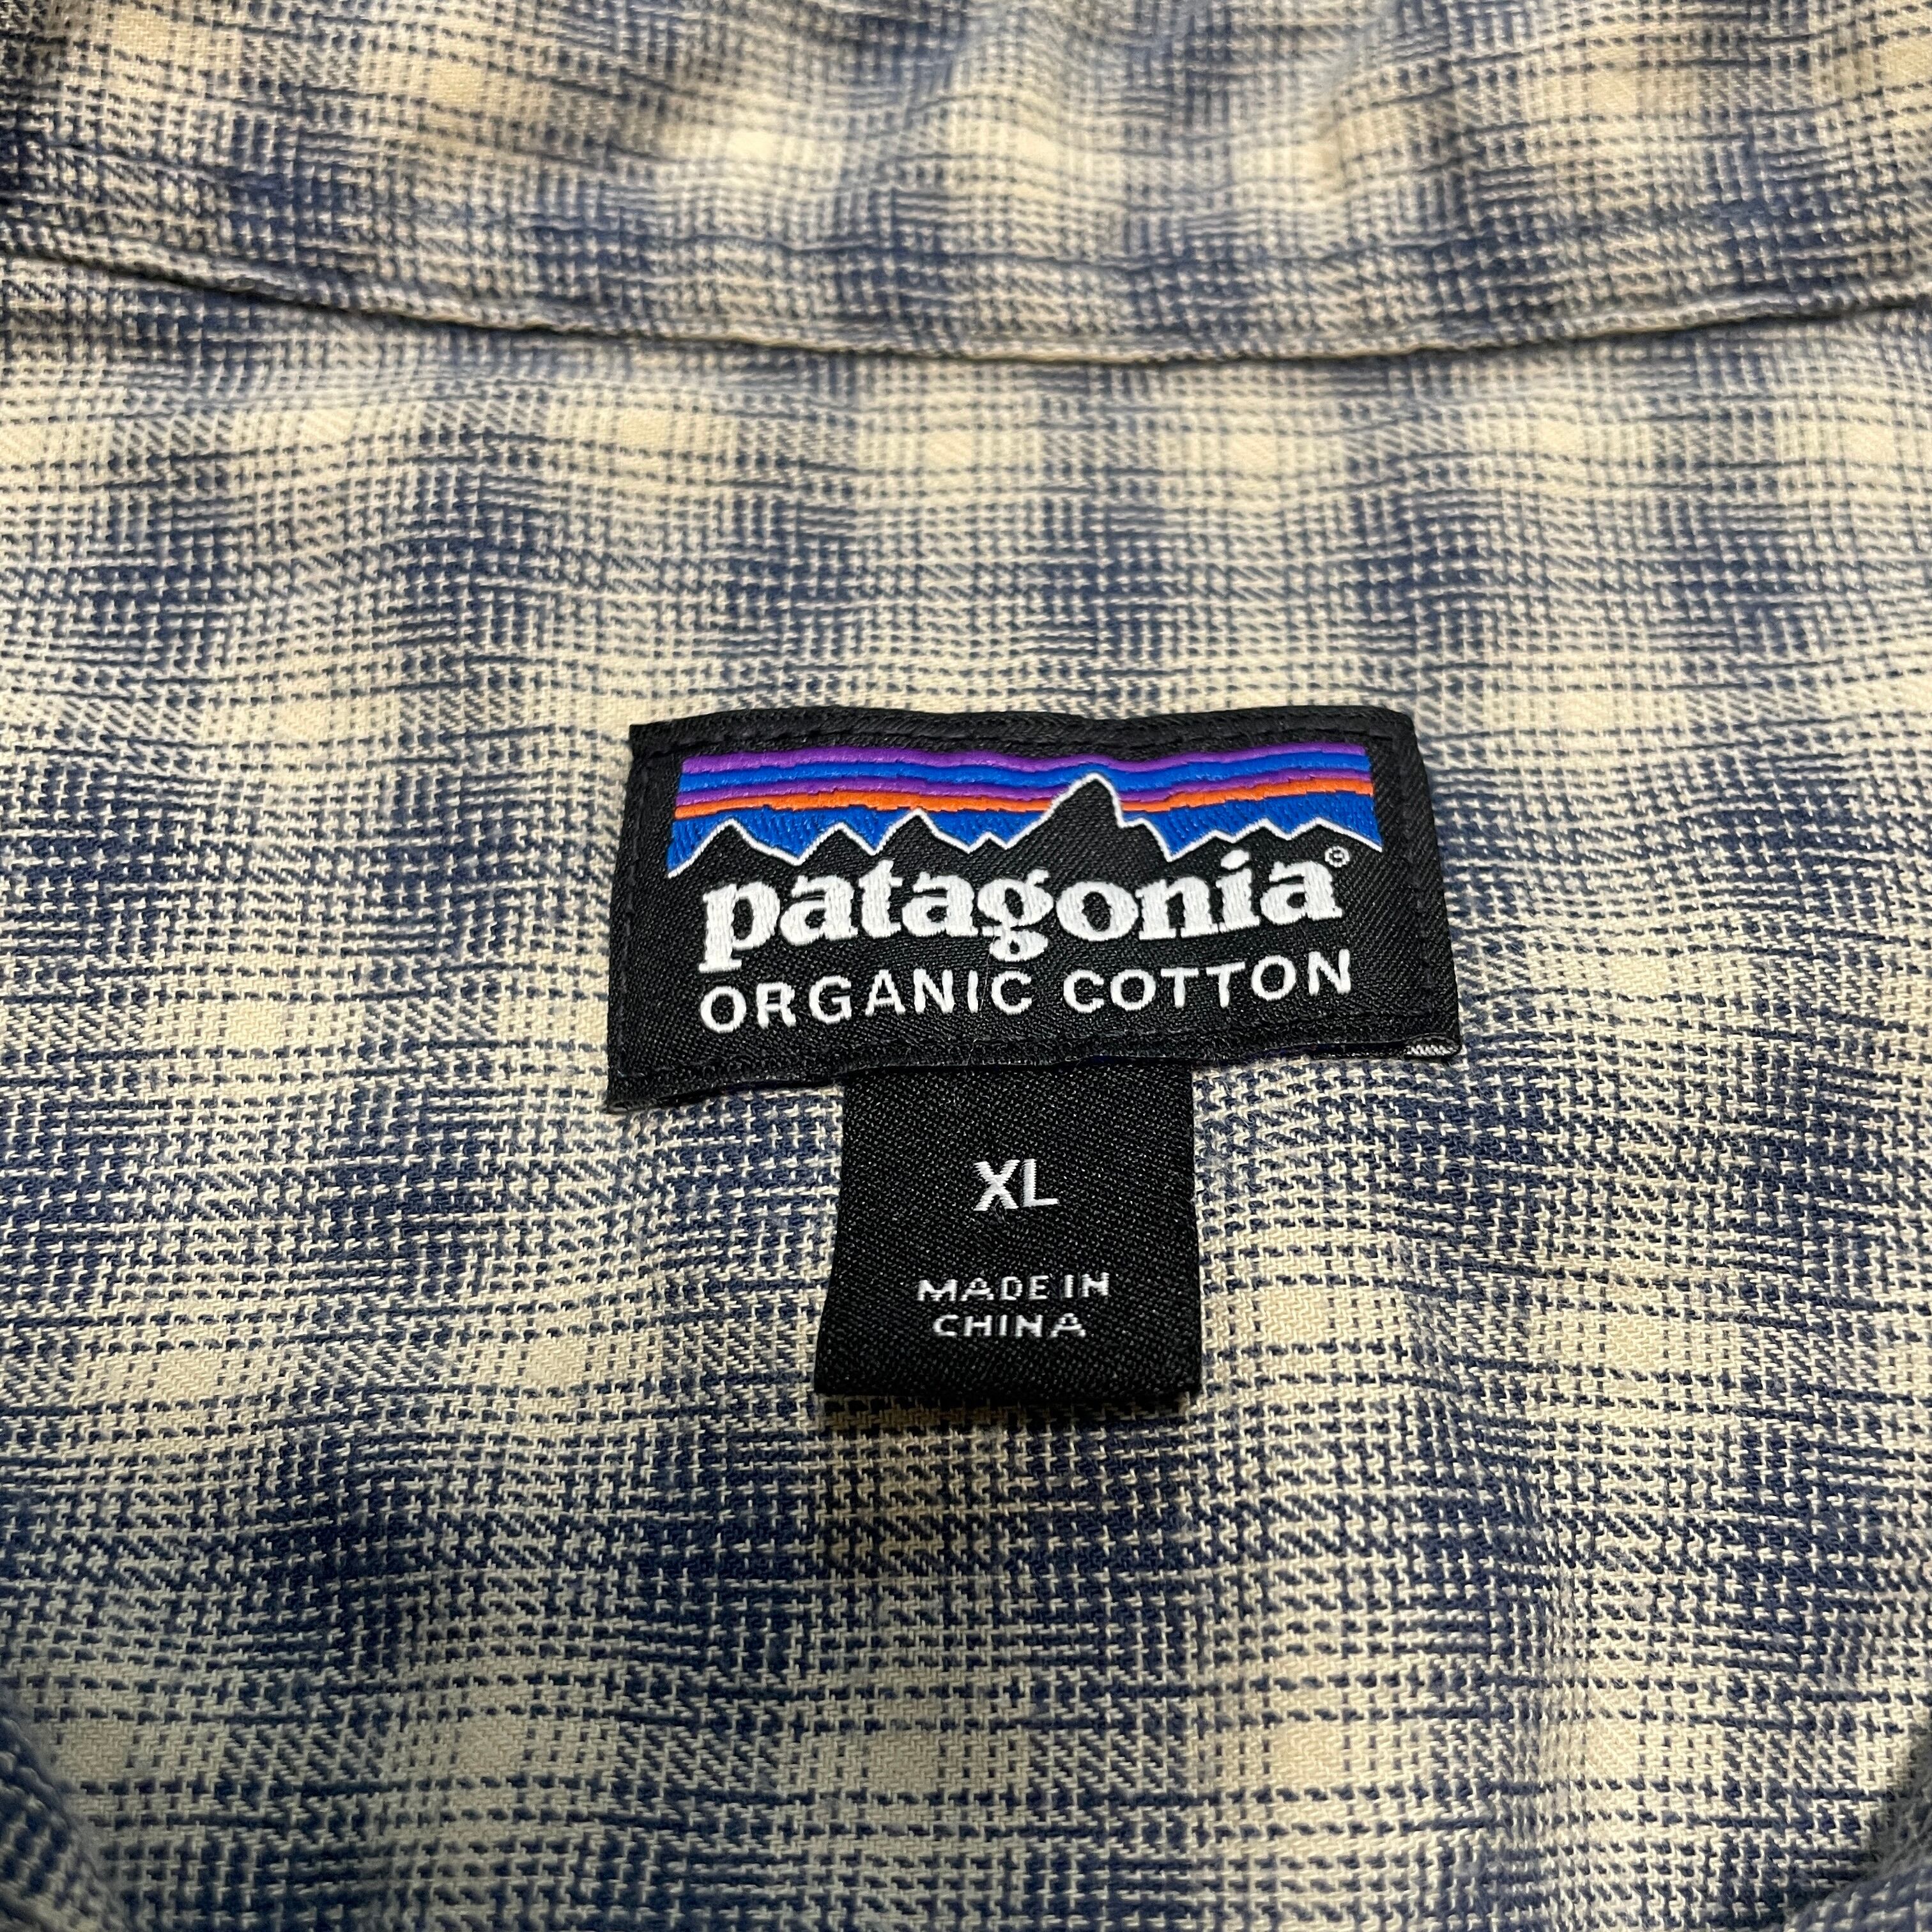 patagonia®
ORGANIC COTTON
XL
MADE IN
CHINA